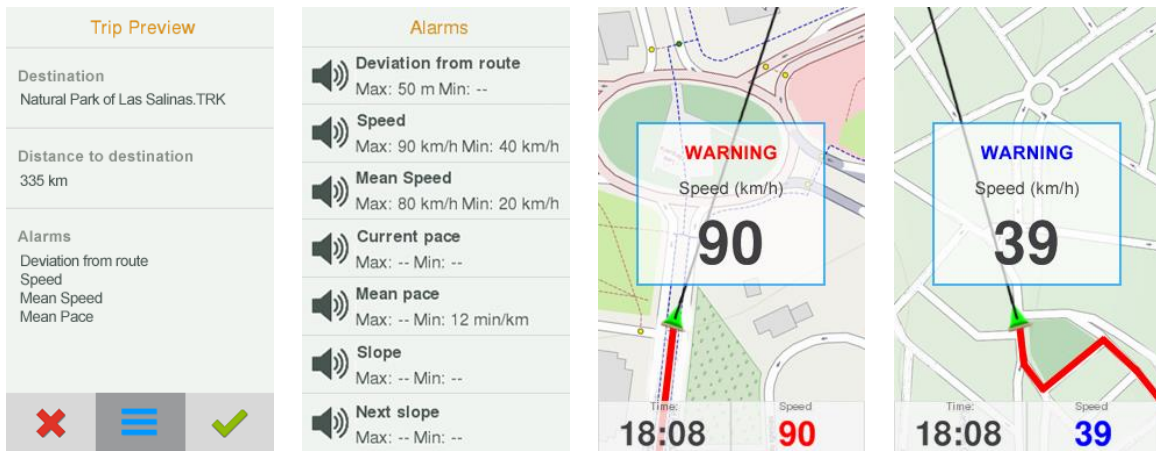 Trip Preview
Destination
Natural Park of Las Salinas.TRK
Distance to destination
335 km
Alarms
Deviation from route
Speed
Mean Speed
Mean Pace
Alarms
Deviation from route
Max: 50 m Min: --
Speed
Max: 90 km/h Min: 40 km/h
Mean Speed
Max: 80 km/h Min: 20 km/h
Current pace
Max: -- Min: --
Mean pace
Max: -- Min: 12 min/km
Slope
Max: -- Min: --
Next slope
Max: -- Min: --
WARNING
Speed (km/h)
90
Time:
Speed
18:08
90
WARNING
Speed (km/h)
39
Time:
Speed
18:08
39